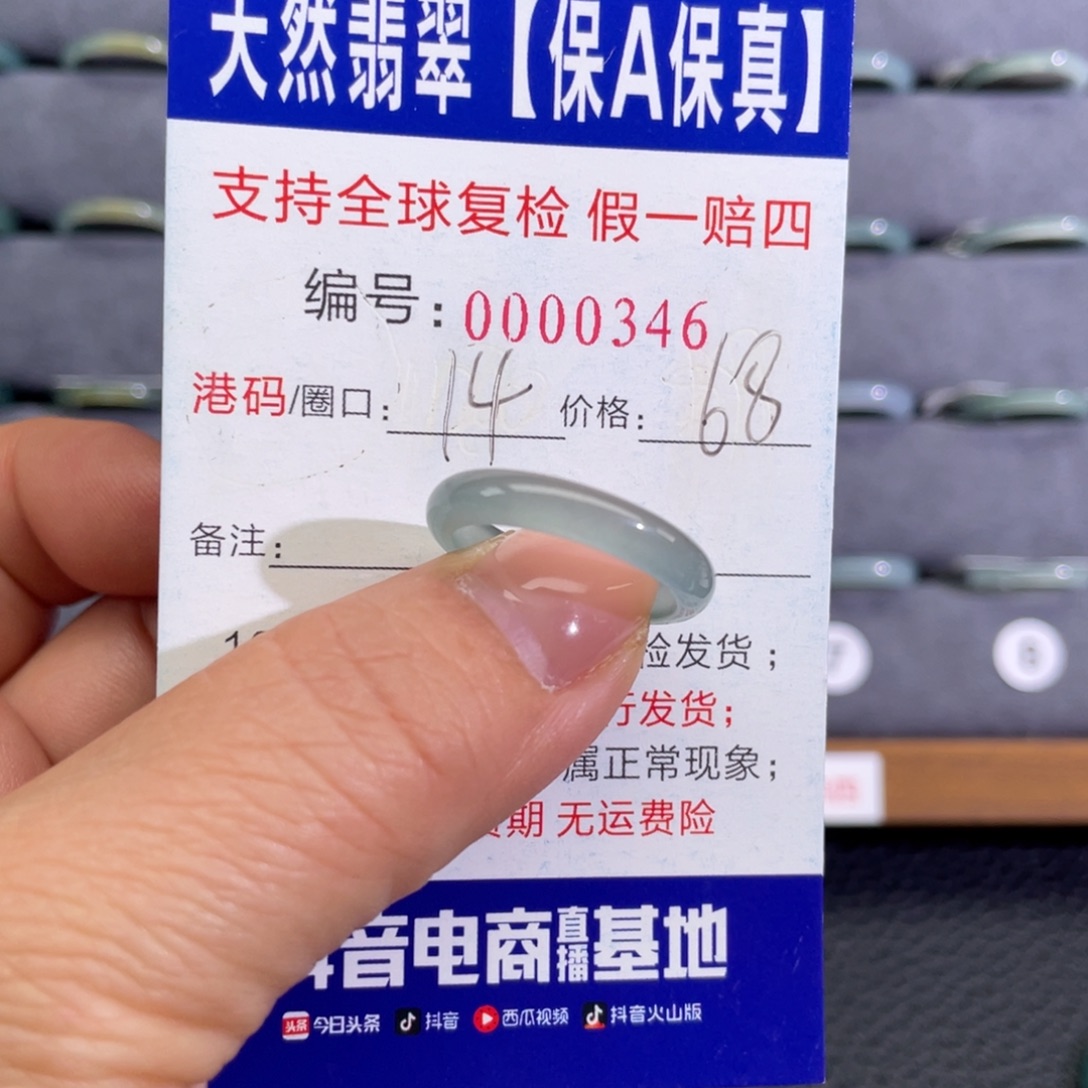 天然翡翠【保A保真】
支持全球复检 假一赔四
编号：0000346
港码/圈口：14 价格：68
备注：
检发货；
行发货；
属正常现象；
期 无运费险
音电商直播基地
头条 今日头条 抖音 西瓜视频 抖音火山版